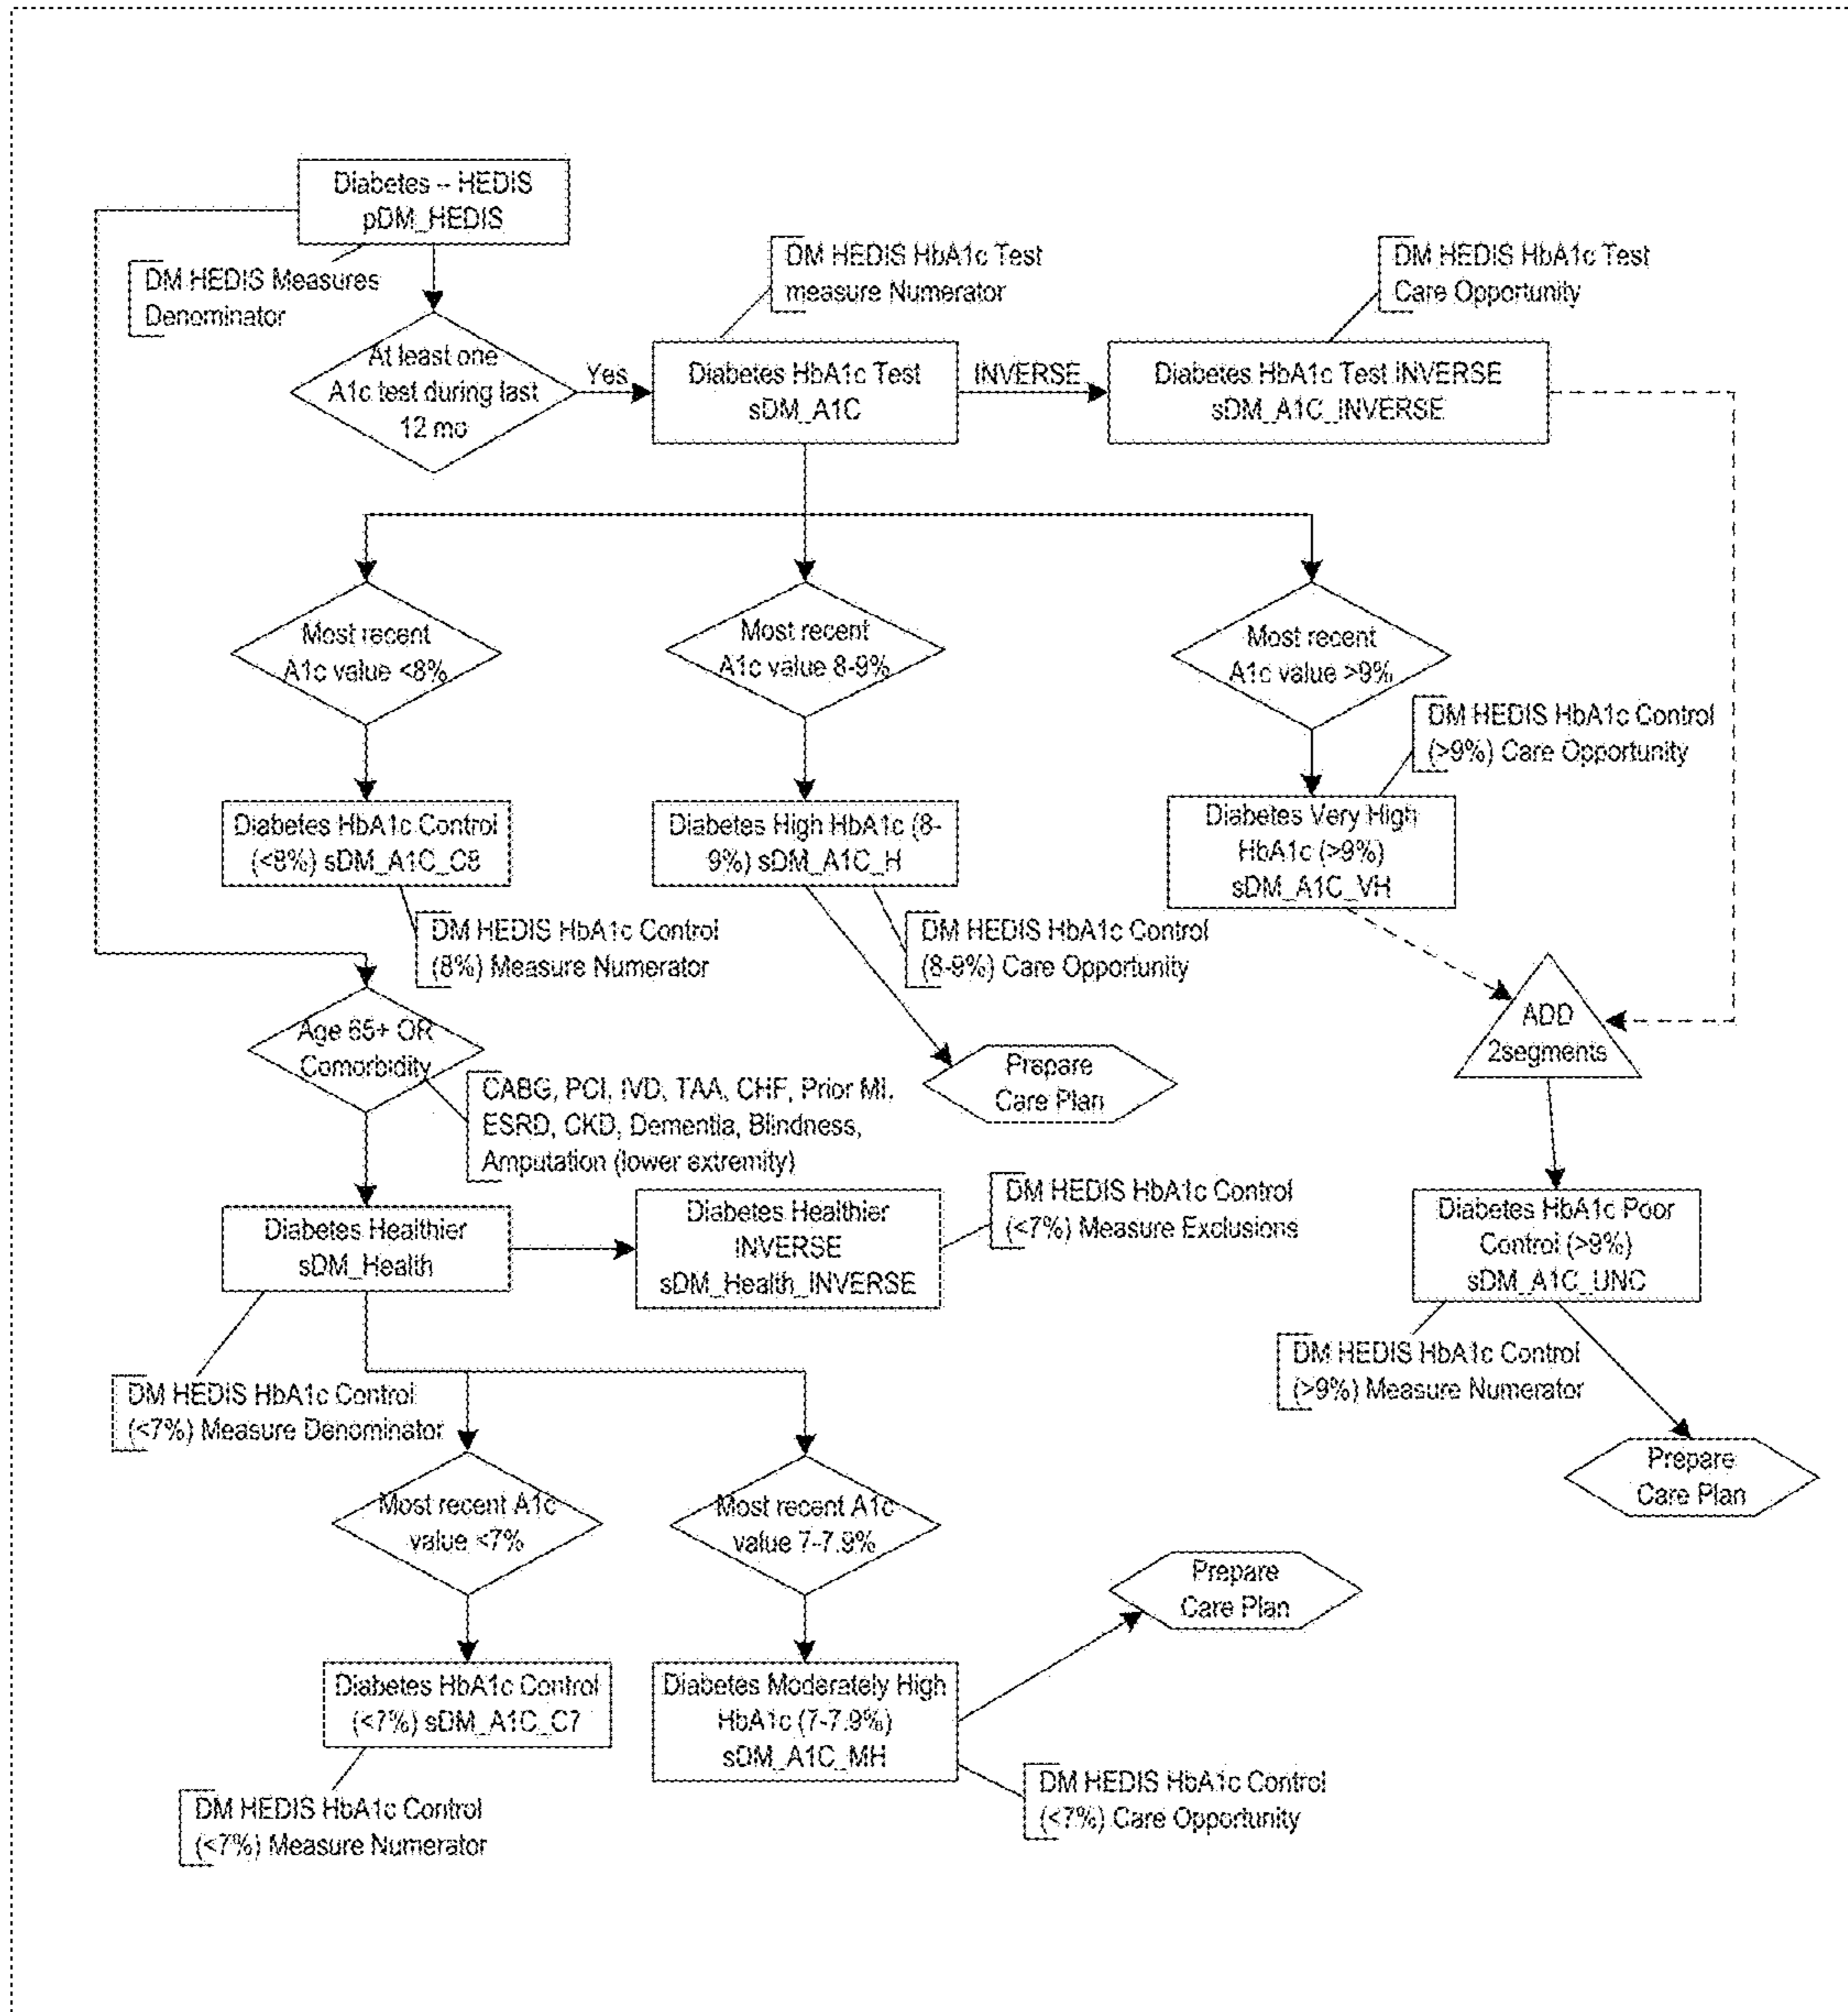 Diabetes -- HEDIS
pDM_HEDIS
DM HEDIS Measures
Denominator
At least one
A1c test during last
12 mo
Yes
DM HEDIS HbA1c Test
measure Numerator
Diabetes HbA1c Test
sDM_A1C
INVERSE
DM HEDIS HbA1c Test
Care Opportunity
Diabetes HbA1c Test INVERSE
sDM_A1C_INVERSE
Most recent
A1c value <8%
Most recent
A1c value 8-9%
Most recent
A1c value >9%
DM HEDIS HbA1c Control
(>9%) Care Opportunity
Diabetes HbA1c Control
(<8%) sDM_A1C_C8
Diabetes High HbA1c (8-
9%) sDM_A1C_H
Diabetes Very High
HbA1c (>9%)
sDM_A1C_VH
DM HEDIS HbA1c Control
(8%) Measure Numerator
DM HEDIS HbA1c Control
(8-9%) Care Opportunity
ADD
2segments
Age 65+ OR
Comorbidity
Prepare
Care Plan
CABG, PCI, IVD, TAA, CHF, Prior MI,
ESRD, CKD, Dementia, Blindness,
Amputation (lower extremity)
Diabetes Healthier
sDM_Health
Diabetes Healthier
INVERSE
sDM_Health_INVERSE
DM HEDIS HbA1c Control
(<7%) Measure Exclusions
Diabetes HbA1c Poor
Control (>9%)
sDM_A1C_UNC
DM HEDIS HbA1c Control
(>9%) Measure Numerator
DM HEDIS HbA1c Control
(<7%) Measure Denominator
Prepare
Care Plan
Most recent A1c
value <7%
Most recent A1c
value 7-7.9%
Prepare
Care Plan
Diabetes HbA1c Control
(<7%) sDM_A1C_C7
Diabetes Moderately High
HbA1c (7-7.9%)
sDM_A1C_MH
DM HEDIS HbA1c Control
(<7%) Measure Numerator
DM HEDIS HbA1c Control
(<7%) Care Opportunity